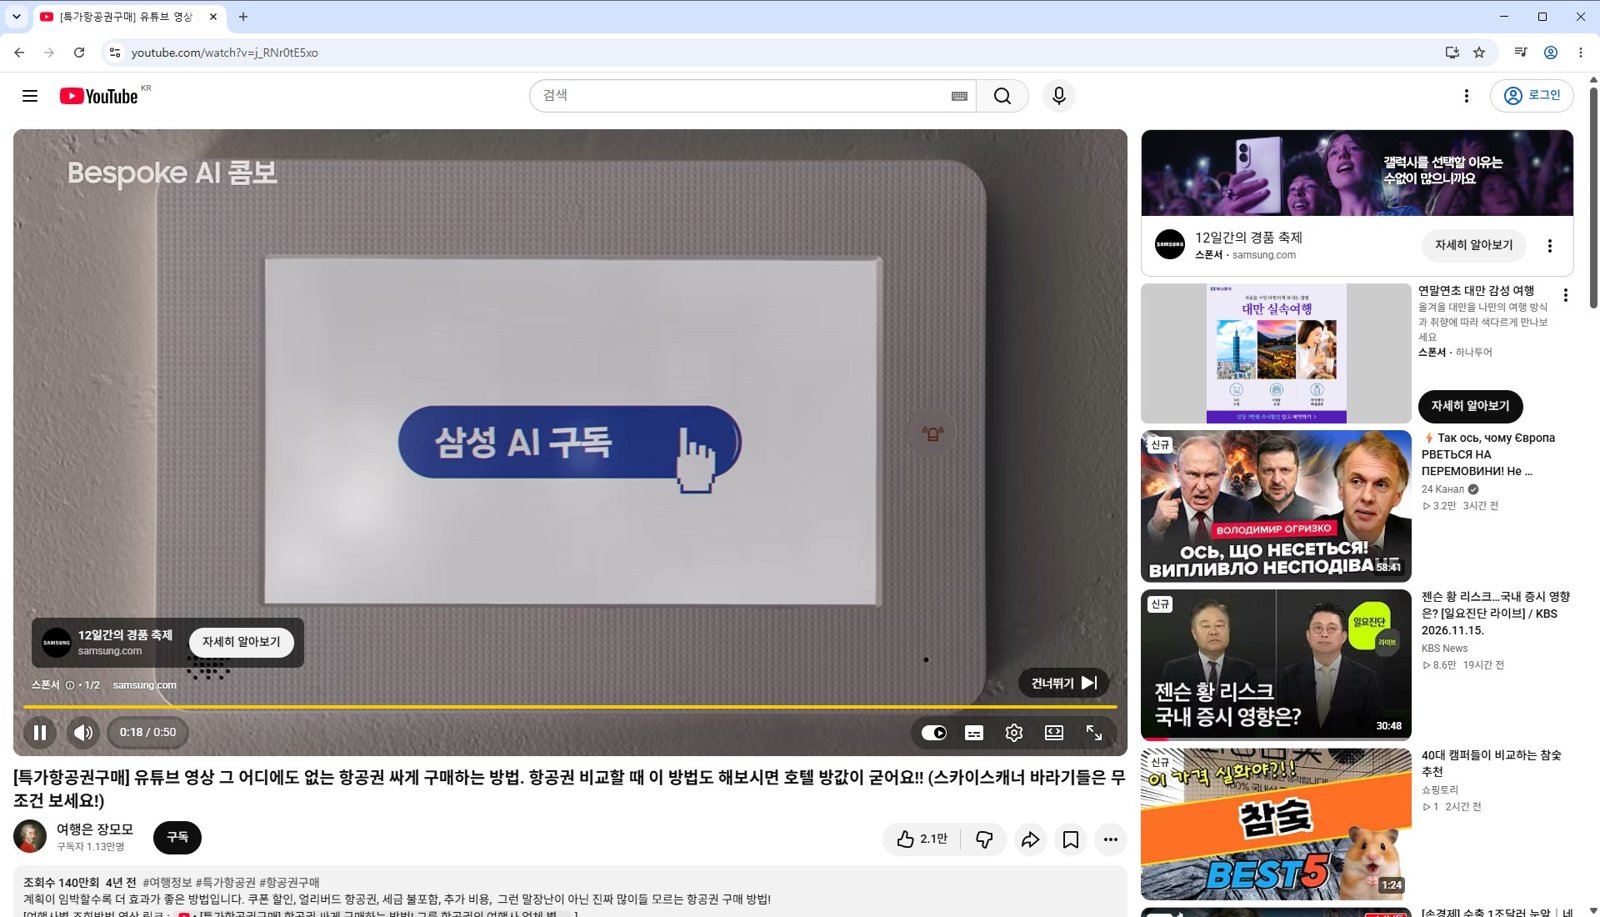 [특가항공권구매] 유튜브 영상
youtube.com/watch?v=j_RNr0tE5xo
YouTube KR
검색
로그인
Bespoke AI 콤보
삼성 AI 구독
SAMSUNG
12일간의 경품 축제
samsung.com
자세히 알아보기
스폰서 · 1/2 samsung.com
건너뛰기
0:18 / 0:50
[특가항공권구매] 유튜브 영상 그 어디에도 없는 항공권 싸게 구매하는 방법. 항공권 비교할 때 이 방법도 해보시면 호텔 방값이 굳어요!! (스카이스캐너 바라기들은 무
조건 보세요!)
여행은 장모모
구독자 1.13만명
구독
2.1만
조회수 140만회 4년 전 #여행정보 #특가항공권 #항공권구매
계획이 임박할수록 더 효과가 좋은 방법입니다. 쿠폰 할인, 얼리버드 항공권, 세금 불포함, 추가 비용, 그런 말장난이 아닌 진짜 많이들 모르는 항공권 구매 방법!
갤럭시를 선택할 이유는
수없이 많으니까요
SAMSUNG
12일간의 경품 축제
스폰서 · samsung.com
자세히 알아보기
대만 실속여행
연말연초 대만 감성 여행
올겨울 대만을 나만의 여행 방식
과 취향에 따라 색다르게 만나보
세요
스폰서 · 하나투어
자세히 알아보기
신규
ВОЛОДИМИР ОГРИЗКО
ОСЬ, ЩО НЕСЕТЬСЯ!
ВИПЛИВЛО НЕСПОДІВАНЕ
58:41
Так ось, чому Європа
РВЕТЬСЯ НА
ПЕРЕМОВИНИ! Не ...
24 Канал
3.2만 3시간 전
신규
일요진단
라이브
젠슨 황 리스크
국내 증시 영향은?
30:48
젠슨 황 리스크...국내 증시 영향
은? [일요진단 라이브] / KBS
2026.11.15.
KBS News
8.6만 19시간 전
신규
이 가격 실화야?!!
참숯
BEST5
1:24
40대 캠퍼들이 비교하는 참숯
추천
쇼핑토리
1 2시간 전